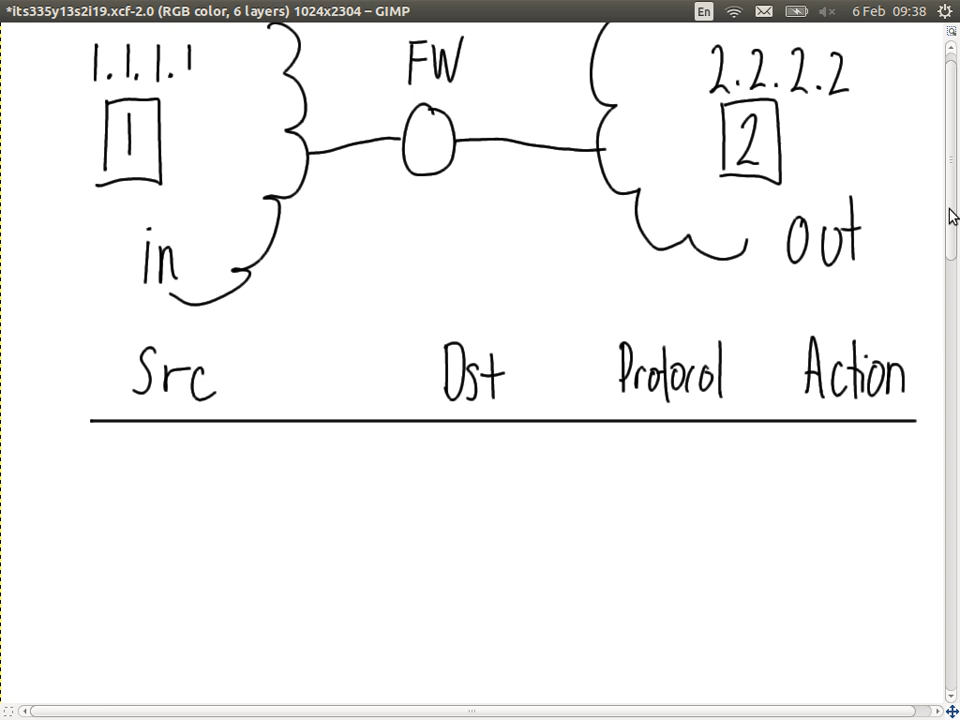 *its335y13s2i19.xcf-2.0 (RGB color, 6 layers) 1024x2304 – GIMP En 6 Feb 09:38
1.1.1.1 FW 2.2.2.2
1 2
in out
Src Dst Protocol Action